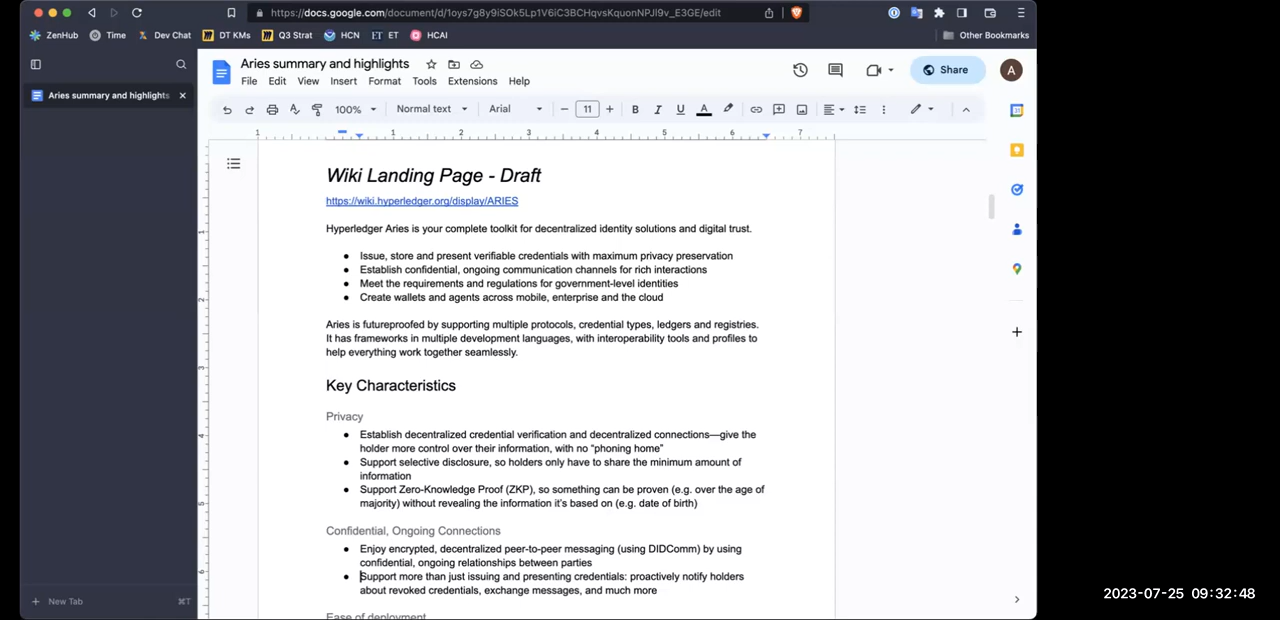 https://docs.google.com/document/d/1oys7g8y9iSOk5Lp1V6iC3BCHqvsKquonNPJl9v_E3GE/edit
ZenHub Time Dev Chat DT KMs Q3 Strat HCN ET ET HCAI Other Bookmarks
Aries summary and highlights
File Edit View Insert Format Tools Extensions Help
Share
A
Aries summary and highlights
100% Normal text Arial 11 B I U A
1 1 2 3 4 5 6 7
Wiki Landing Page - Draft
https://wiki.hyperledger.org/display/ARIES
Hyperledger Aries is your complete toolkit for decentralized identity solutions and digital trust.
● Issue, store and present verifiable credentials with maximum privacy preservation
● Establish confidential, ongoing communication channels for rich interactions
● Meet the requirements and regulations for government-level identities
● Create wallets and agents across mobile, enterprise and the cloud
Aries is futureproofed by supporting multiple protocols, credential types, ledgers and registries.
It has frameworks in multiple development languages, with interoperability tools and profiles to
help everything work together seamlessly.
Key Characteristics
Privacy
● Establish decentralized credential verification and decentralized connections—give the
holder more control over their information, with no “phoning home”
● Support selective disclosure, so holders only have to share the minimum amount of
information
● Support Zero-Knowledge Proof (ZKP), so something can be proven (e.g. over the age of
majority) without revealing the information it's based on (e.g. date of birth)
Confidential, Ongoing Connections
● Enjoy encrypted, decentralized peer-to-peer messaging (using DIDComm) by using
confidential, ongoing relationships between parties
● Support more than just issuing and presenting credentials: proactively notify holders
about revoked credentials, exchange messages, and much more
Ease of deployment
New Tab ⌘T
2023-07-25 09:32:48